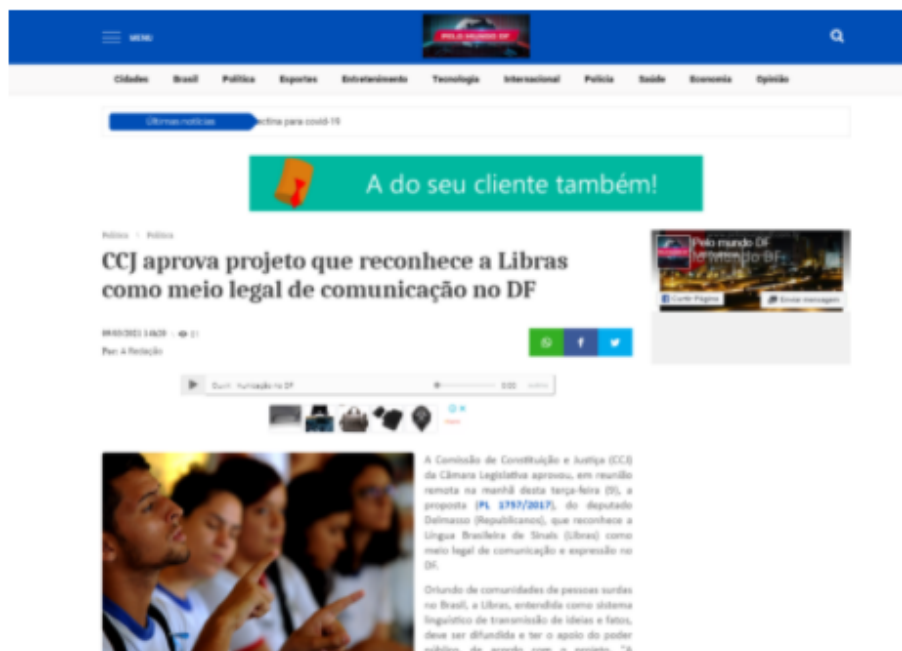 MENU
PELO MUNDO DF
Cidades Brasil Política Esportes Entretenimento Tecnologia Internacional Polícia Saúde Economia Opinião
Últimas notícias
ectina para covid-19
A do seu cliente também!
Política Política
CCJ aprova projeto que reconhece a Libras
como meio legal de comunicação no DF
Por: A Redação
Pelo mundo DF
Curtir Página
Enviar mensagem
0:00
A Comissão de Constituição e Justiça (CCJ)
da Câmara Legislativa aprovou, em reunião
remota na manhã desta terça-feira (9), a
proposta (PL 1797/2017), do deputado
Delmasso (Republicanos), que reconhece a
Língua Brasileira de Sinais (Libras) como
meio legal de comunicação e expressão no
DF.
Oriundo de comunidades de pessoas surdas
no Brasil, a Libras, entendida como sistema
linguístico de transmissão de ideias e fatos,
deve ser difundida e ter o apoio do poder
público, de acordo com o projeto. "A